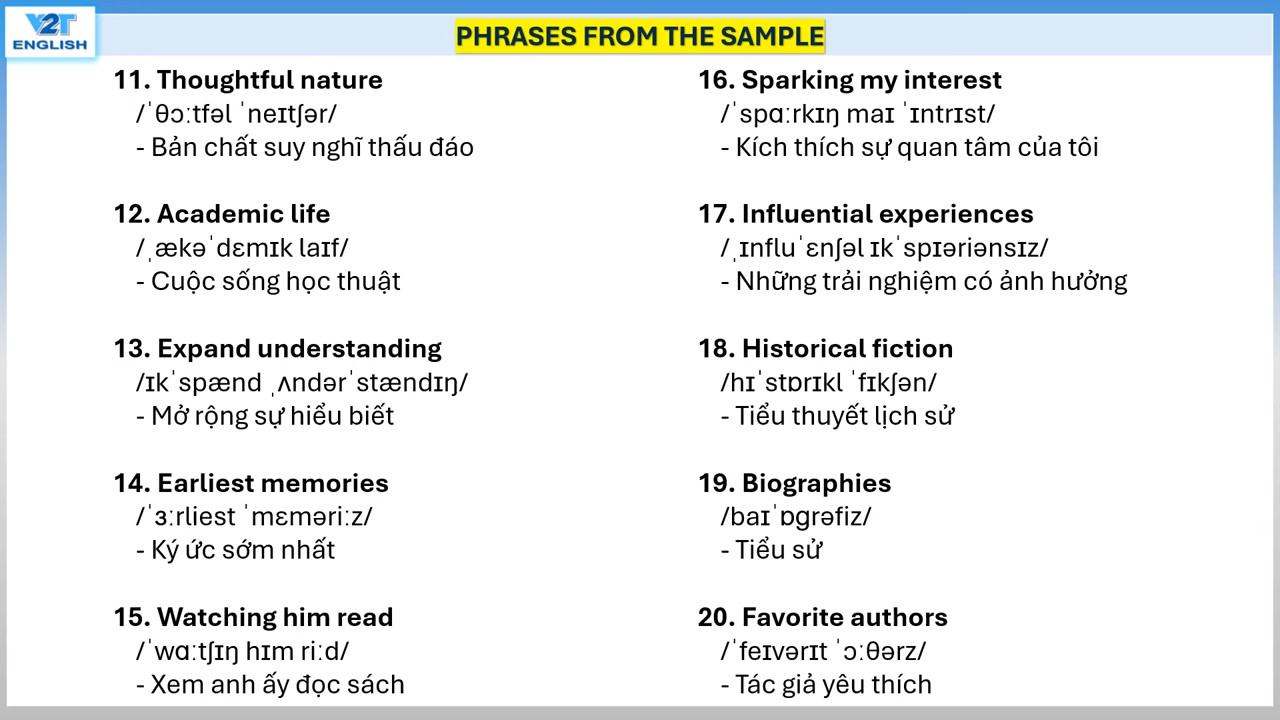 V2T
ENGLISH
PHRASES FROM THE SAMPLE
11. Thoughtful nature
/ˈθɔːtfəl ˈneɪtʃər/
- Bản chất suy nghĩ thấu đáo
12. Academic life
/ˌækəˈdɛmɪk laɪf/
- Cuộc sống học thuật
13. Expand understanding
/ɪkˈspænd ˌʌndərˈstændɪŋ/
- Mở rộng sự hiểu biết
14. Earliest memories
/ˈɜːrliest ˈmɛməriːz/
- Ký ức sớm nhất
15. Watching him read
/ˈwɑːtʃɪŋ hɪm riːd/
- Xem anh ấy đọc sách
16. Sparking my interest
/ˈspɑːrkɪŋ maɪ ˈɪntrɪst/
- Kích thích sự quan tâm của tôi
17. Influential experiences
/ˌɪnfluˈɛnʃəl ɪkˈspɪəriənsɪz/
- Những trải nghiệm có ảnh hưởng
18. Historical fiction
/hɪˈstɒrɪkl ˈfɪkʃən/
- Tiểu thuyết lịch sử
19. Biographies
/baɪˈɒɡrəfiz/
- Tiểu sử
20. Favorite authors
/ˈfeɪvərɪt ˈɔːθərz/
- Tác giả yêu thích